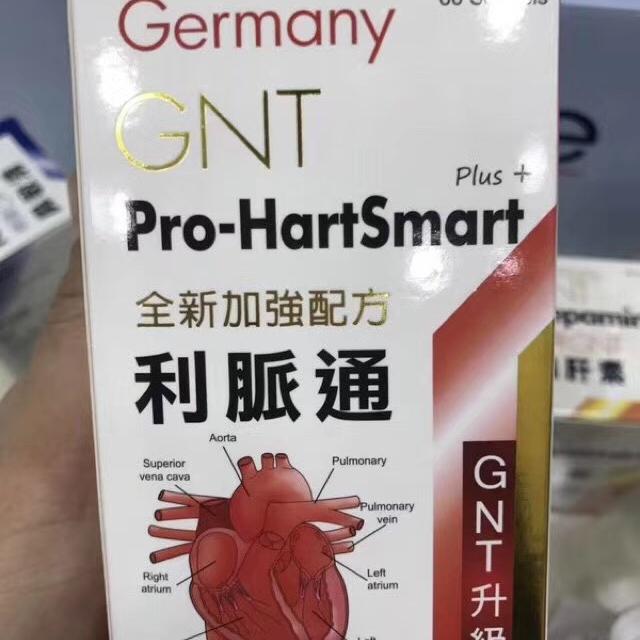 Germany
GNT
Plus +
Pro-HartSmart
全新加強配方
利脈通
Aorta
Superior
vena cava
Pulmonary
Pulmonary
vein
Right
atrium
Left
atrium
GNT升級